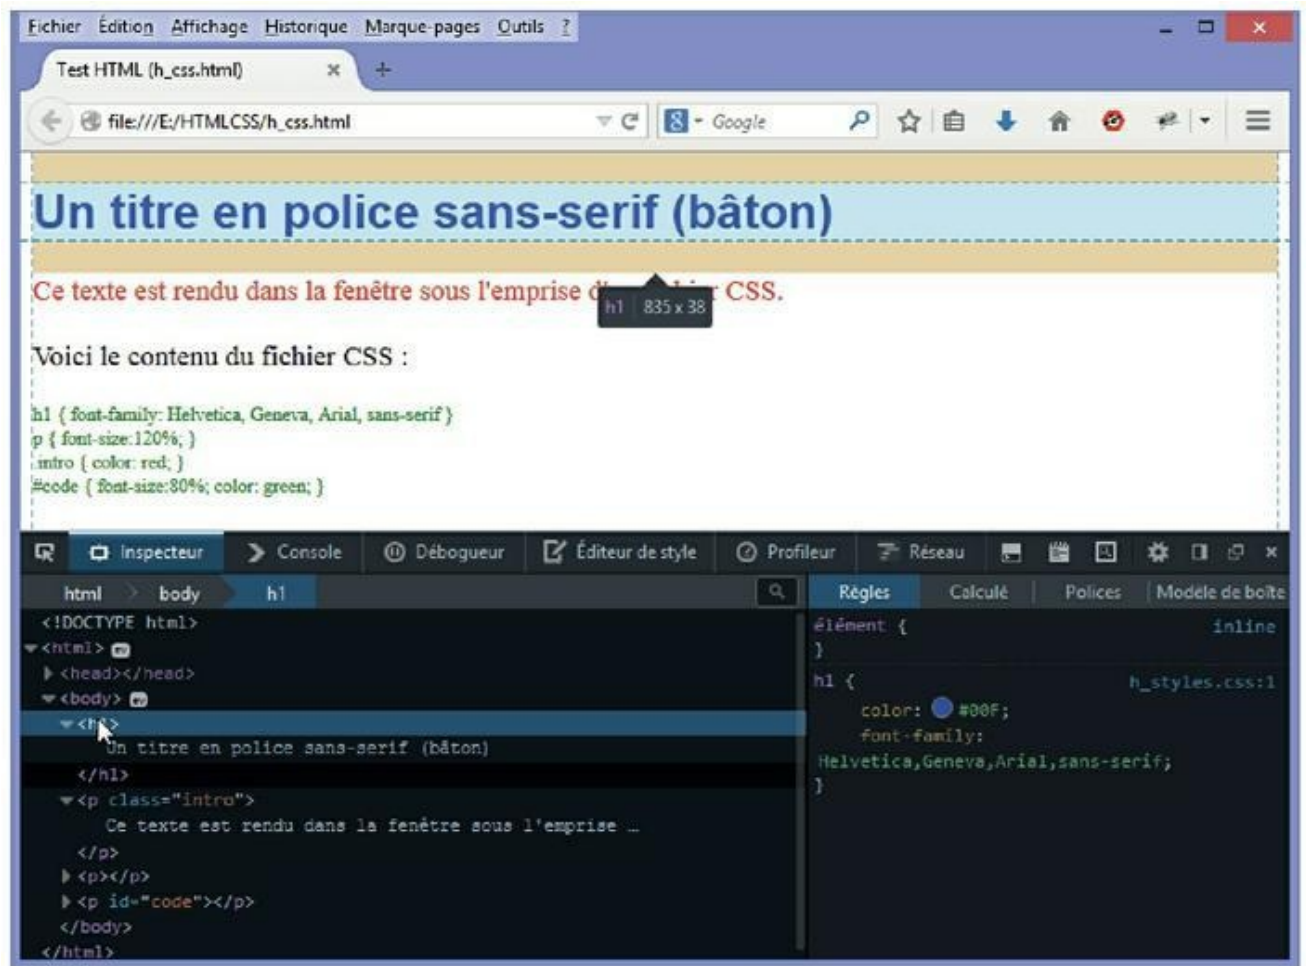 Fichier Édition Affichage Historique Marque-pages Outils ?
Test HTML (h_css.html)
file:///E:/HTMLCSS/h_css.html
Google
Un titre en police sans-serif (bâton)
Ce texte est rendu dans la fenêtre sous l'emprise CSS.
h1 835 x 38
Voici le contenu du fichier CSS :
h1 { font-family: Helvetica, Geneva, Arial, sans-serif }
p { font-size:120%; }
.intro { color: red; }
#code { font-size:80%; color: green; }
Inspecteur Console Débogueur Éditeur de style Profileur Réseau
html body h1
Règles Calculé Polices Modèle de boîte
<!DOCTYPE html>
<html> ev
<head></head>
<body> ev
<h1>
Un titre en police sans-serif (bâton)
</h1>
<p class="intro">
Ce texte est rendu dans la fenêtre sous l'emprise …
</p>
<p></p>
<p id="code"></p>
</body>
</html>
élément { inline
}
h1 { h_styles.css:1
color: #00F;
font-family:
Helvetica,Geneva,Arial,sans-serif;
}